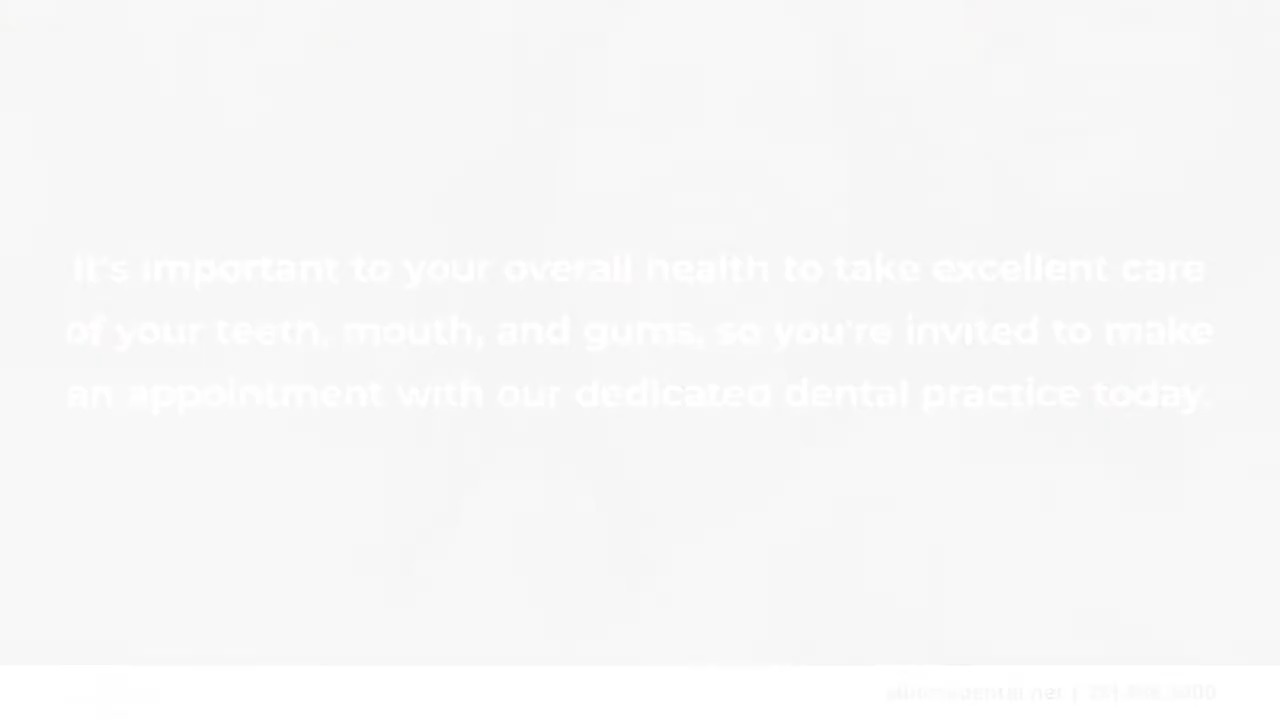 It's important to your overall health to take excellent care
of your teeth, mouth, and gums, so you're invited to make
an appointment with our dedicated dental practice today.